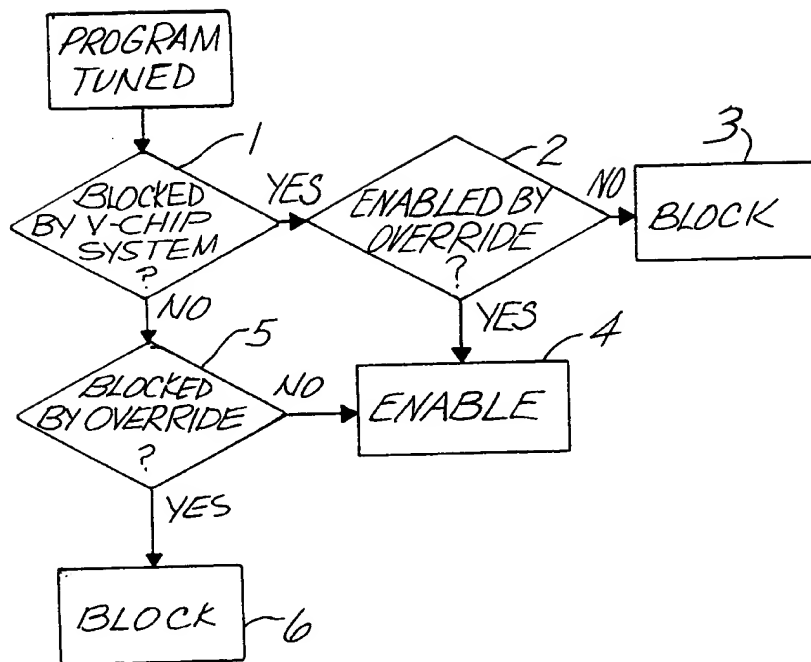 PROGRAM
TUNED
1
BLOCKED
BY V-CHIP
SYSTEM
?
YES
2
ENABLED BY
OVERRIDE
?
NO
3
BLOCK
NO
YES
5
BLOCKED
BY OVERRIDE
?
NO
4
ENABLE
YES
BLOCK
6